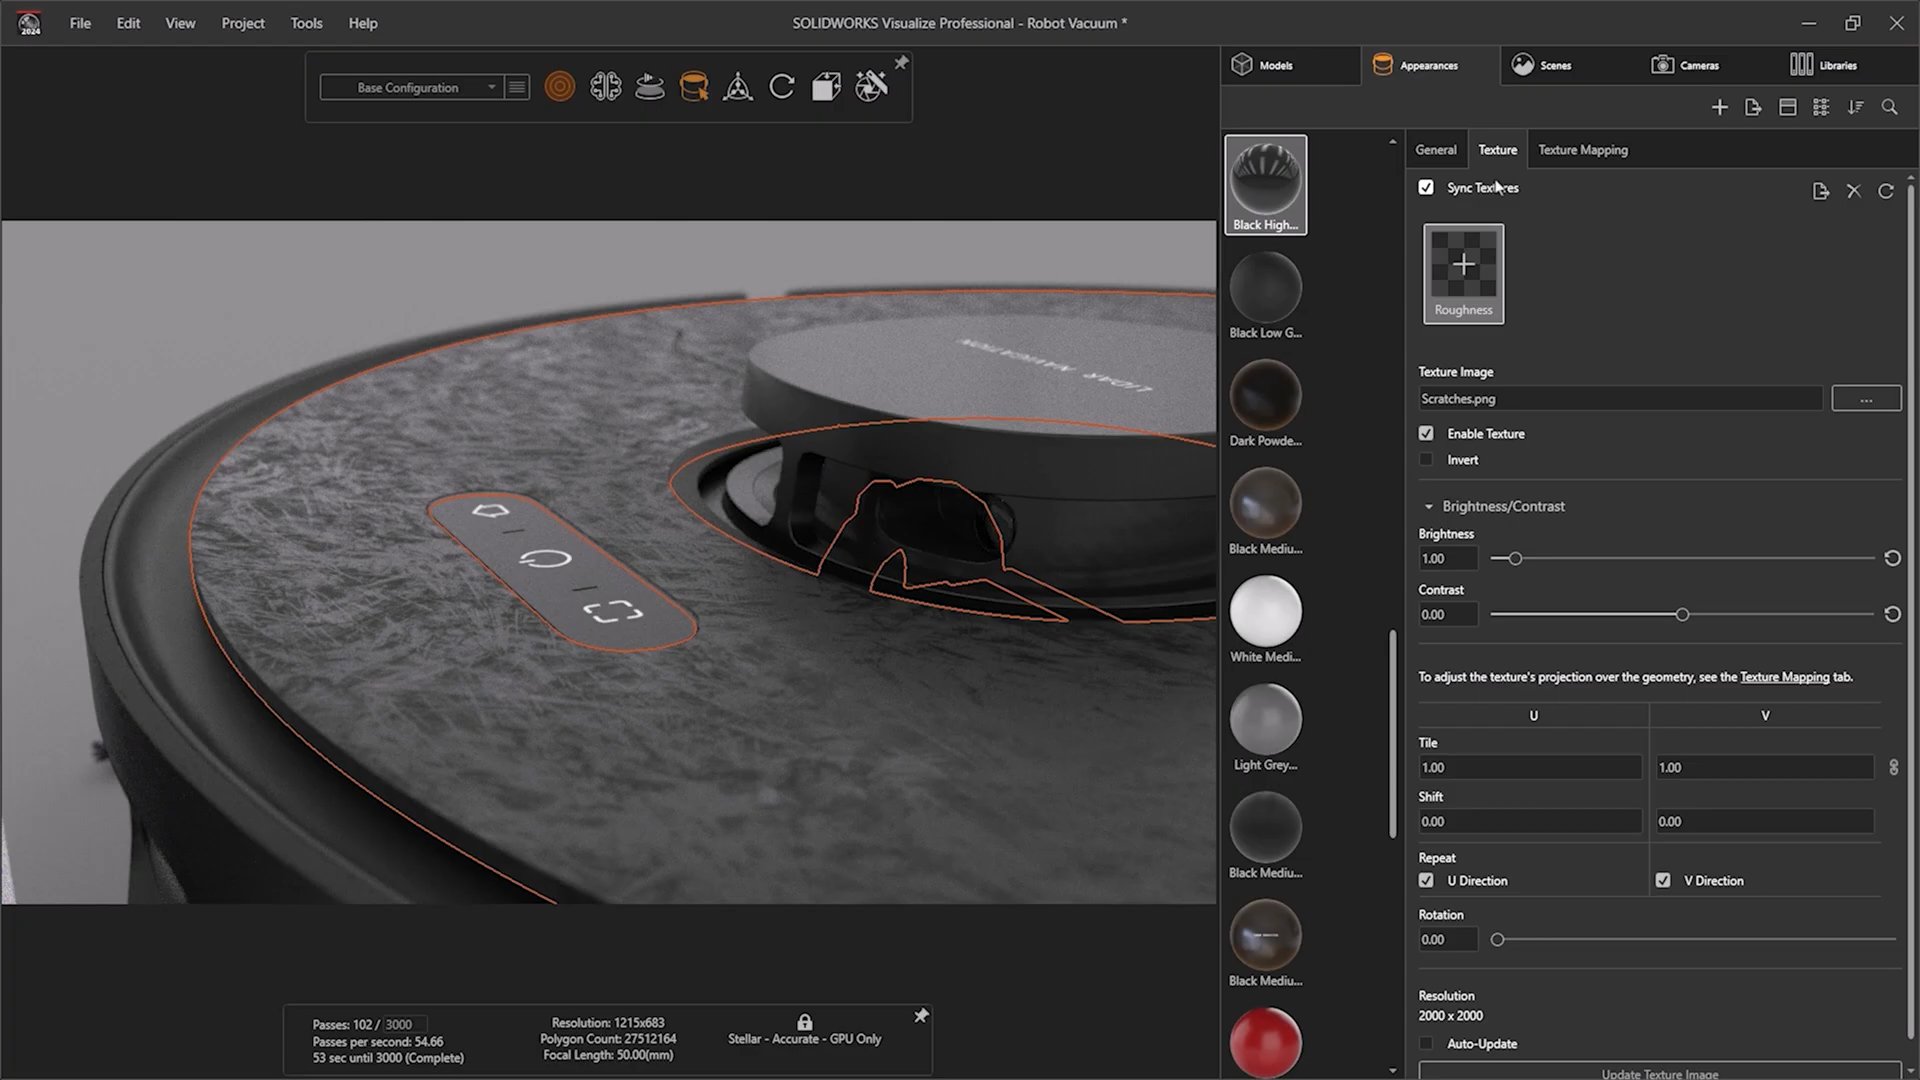 2024
File Edit View Project Tools Help
SOLIDWORKS Visualize Professional - Robot Vacuum *
Base Configuration
Models
Appearances
Scenes
Cameras
Libraries
General
Texture
Texture Mapping
Sync Textures
Roughness
Texture Image
Scratches.png
...
Enable Texture
Invert
Brightness/Contrast
Brightness
1.00
Contrast
0.00
To adjust the texture's projection over the geometry, see the Texture Mapping tab.
U V
Tile
1.00 1.00
Shift
0.00 0.00
Repeat
U Direction V Direction
Rotation
0.00
Resolution
2000 x 2000
Auto-Update
Update Texture Image
Black High...
Black Low G...
Dark Powde...
Black Mediu...
White Medi...
Light Grey...
Black Mediu...
Black Mediu...
LIDAR NAVIGATION
Passes: 102 / 3000
Passes per second: 54.66
53 sec until 3000 (Complete)
Resolution: 1215x683
Polygon Count: 27512164
Focal Length: 50.00(mm)
Stellar - Accurate - GPU Only